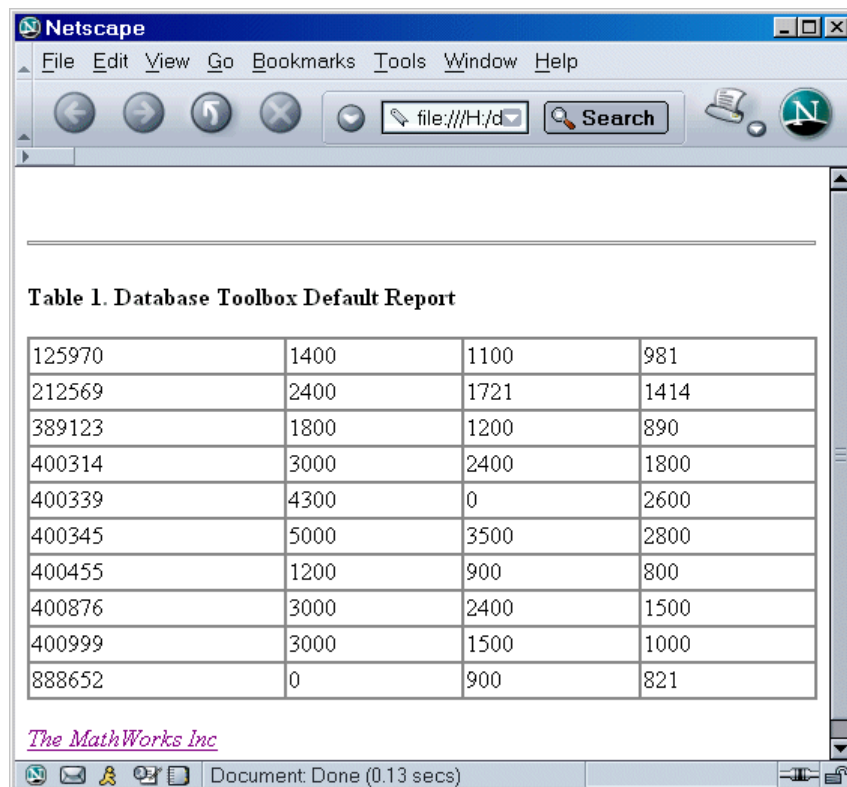 Netscape
File Edit View Go Bookmarks Tools Window Help
file:///H:/d Search N
Table 1. Database Toolbox Default Report
125970 1400 1100 981
212569 2400 1721 1414
389123 1800 1200 890
400314 3000 2400 1800
400339 4300 0 2600
400345 5000 3500 2800
400455 1200 900 800
400876 3000 2400 1500
400999 3000 1500 1000
888652 0 900 821
The MathWorks Inc
Document: Done (0.13 secs)